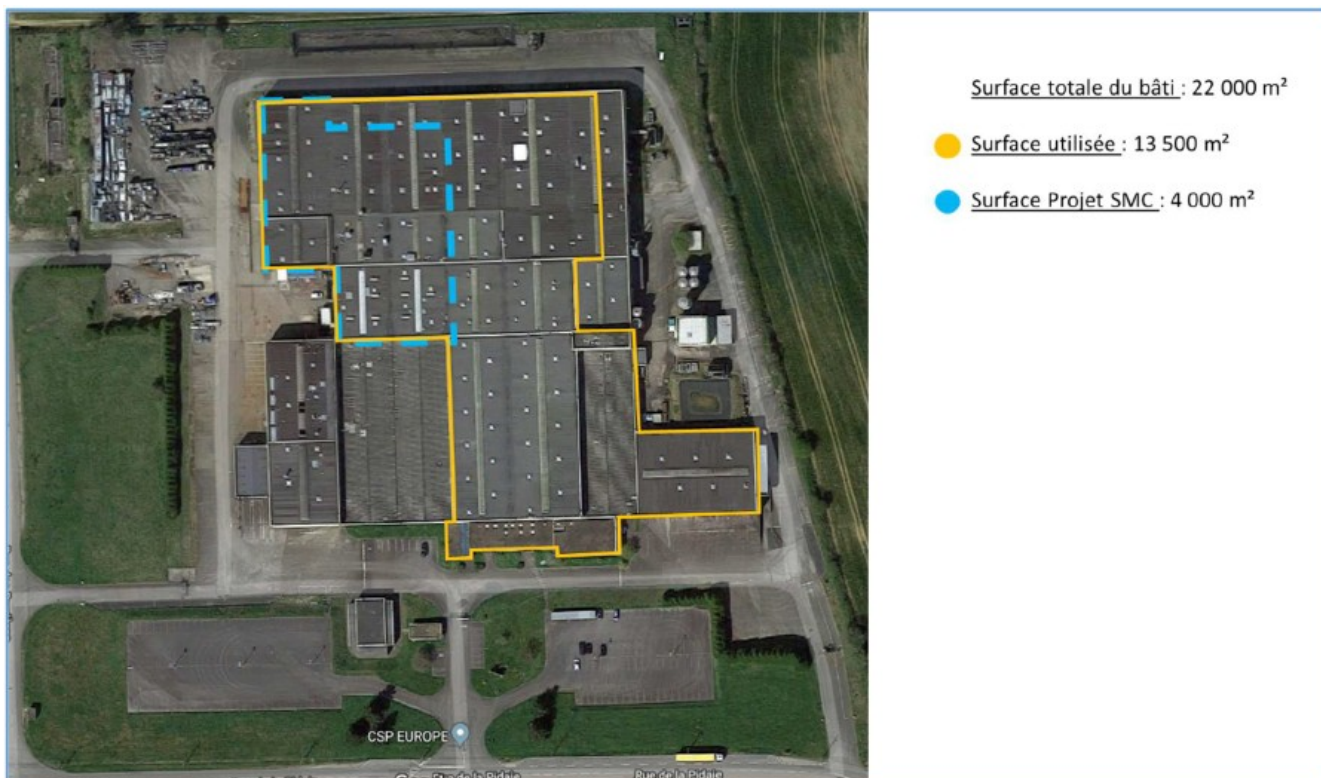 Surface totale du bâti : 22 000 m²
Surface utilisée : 13 500 m²
Surface Projet SMC : 4 000 m²
CSP EUROPE
Rue de la Pidaie